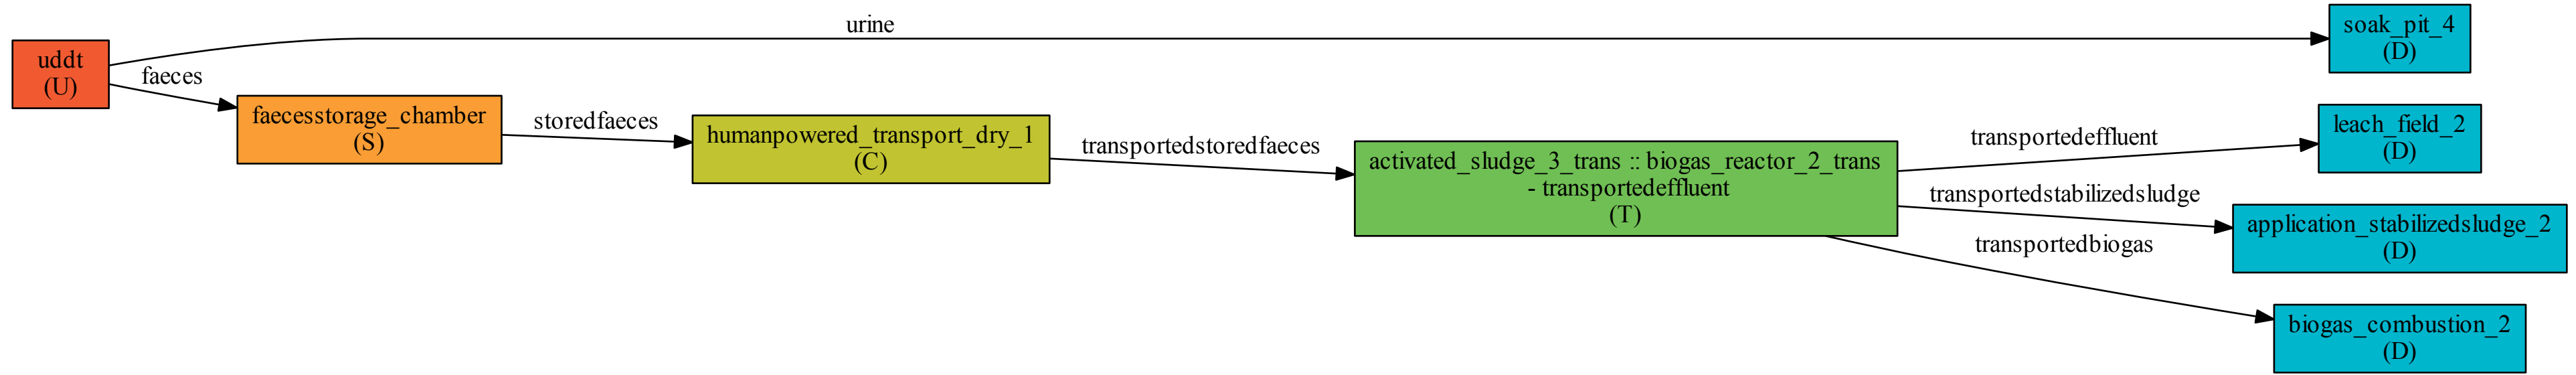 uddt
(U)
urine
faeces
faecesstorage_chamber
(S)
storedfaeces
humanpowered_transport_dry_1
(C)
transportedstoredfaeces
activated_sludge_3_trans :: biogas_reactor_2_trans
- transportedeffluent
(T)
transportedeffluent
transportedstabilizedsludge
transportedbiogas
soak_pit_4
(D)
leach_field_2
(D)
application_stabilizedsludge_2
(D)
biogas_combustion_2
(D)